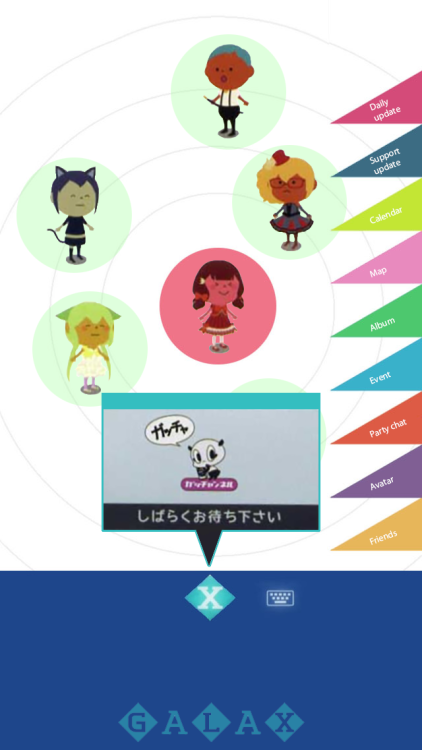 Daily
update
Support
update
Calendar
Map
Album
Event
Party chat
Avatar
Friends
ガッチャ
ガッチャンネル
しばらくお待ち下さい
X
GALAX